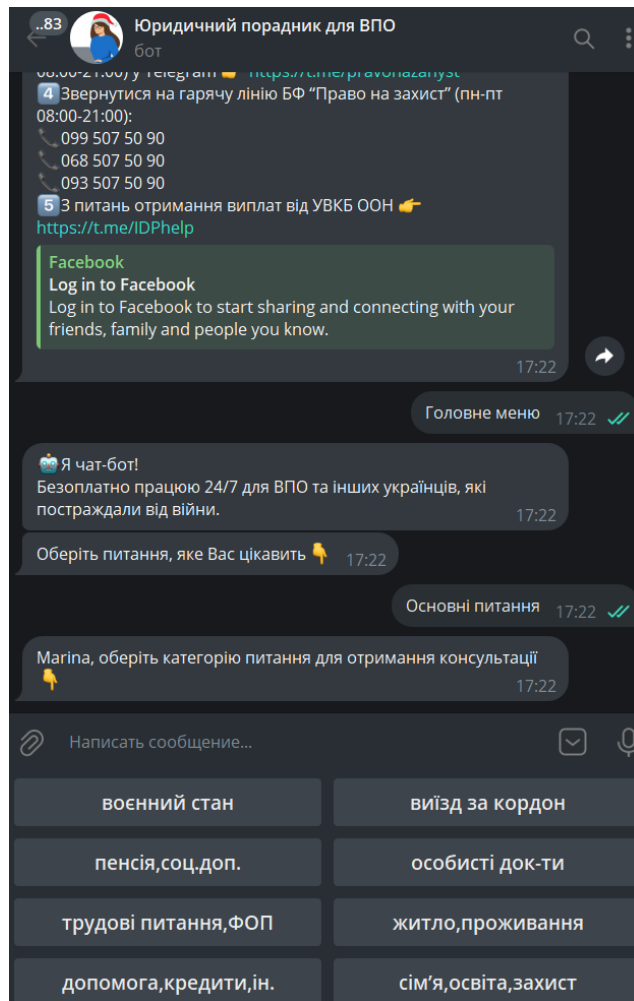 ..83
Юридичний порадник для ВПО
бот
08:00-21:00) у Telegram 👉 https://t.me/pravonazahyst
4️⃣Звернутися на гарячу лінію БФ “Право на захист” (пн-пт
08:00-21:00):
📞099 507 50 90
📞068 507 50 90
📞093 507 50 90
5️⃣З питань отримання виплат від УВКБ ООН 👉
https://t.me/IDPhelp
Facebook
Log in to Facebook
Log in to Facebook to start sharing and connecting with your
friends, family and people you know.
17:22
Головне меню 17:22
🤖Я чат-бот!
Безоплатно працюю 24/7 для ВПО та інших українців, які
постраждали від війни.
17:22
Оберіть питання, яке Вас цікавить 👇 17:22
Основні питання 17:22
Marina, оберіть категорію питання для отримання консультації
👇
17:22
Написать сообщение...
воєнний стан
виїзд за кордон
пенсія,соц.доп.
особисті док-ти
трудові питання,ФОП
житло,проживання
допомога,кредити,ін.
сім’я,освіта,захист